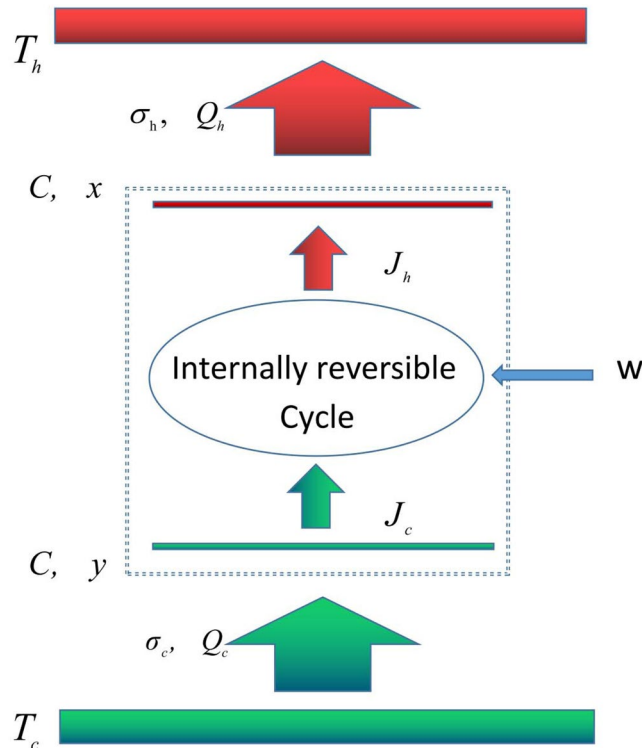 T_h
σ_h, Q_h
C, x
J_h
Internally reversible
Cycle
w
J_c
C, y
σ_c, Q_c
T_c